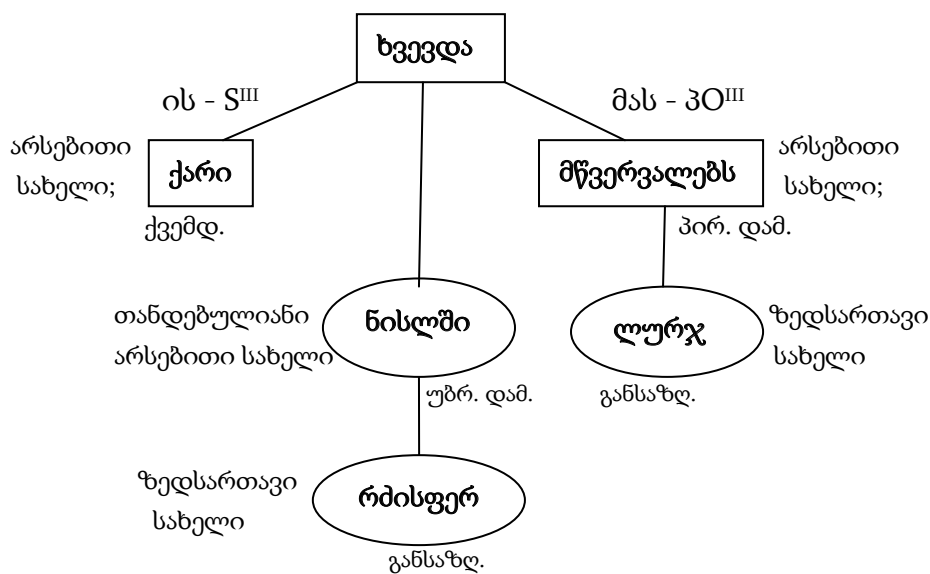 ხვევდა
ის - Sᴵᴵᴵ
მას - პOᴵᴵᴵ
არსებითი
სახელი;
ქარი
ქვემდ.
მწვერვალებს
პირ. დამ.
არსებითი
სახელი;
თანდებულიანი
არსებითი სახელი
ნისლში
უბრ. დამ.
ლურჯ
განსაზღ.
ზედსართავი
სახელი
ზედსართავი
სახელი
რძისფერ
განსაზღ.